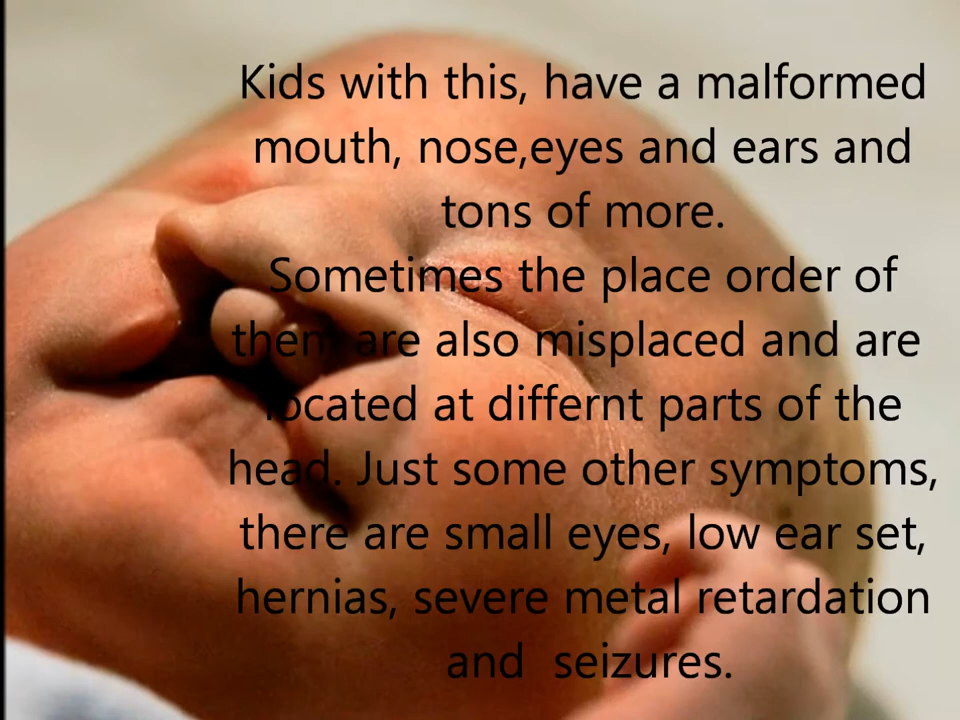 Kids with this, have a malformed
mouth, nose,eyes and ears and
tons of more.
Sometimes the place order of
them are also misplaced and are
located at differnt parts of the
head. Just some other symptoms,
there are small eyes, low ear set,
hernias, severe metal retardation
and seizures.